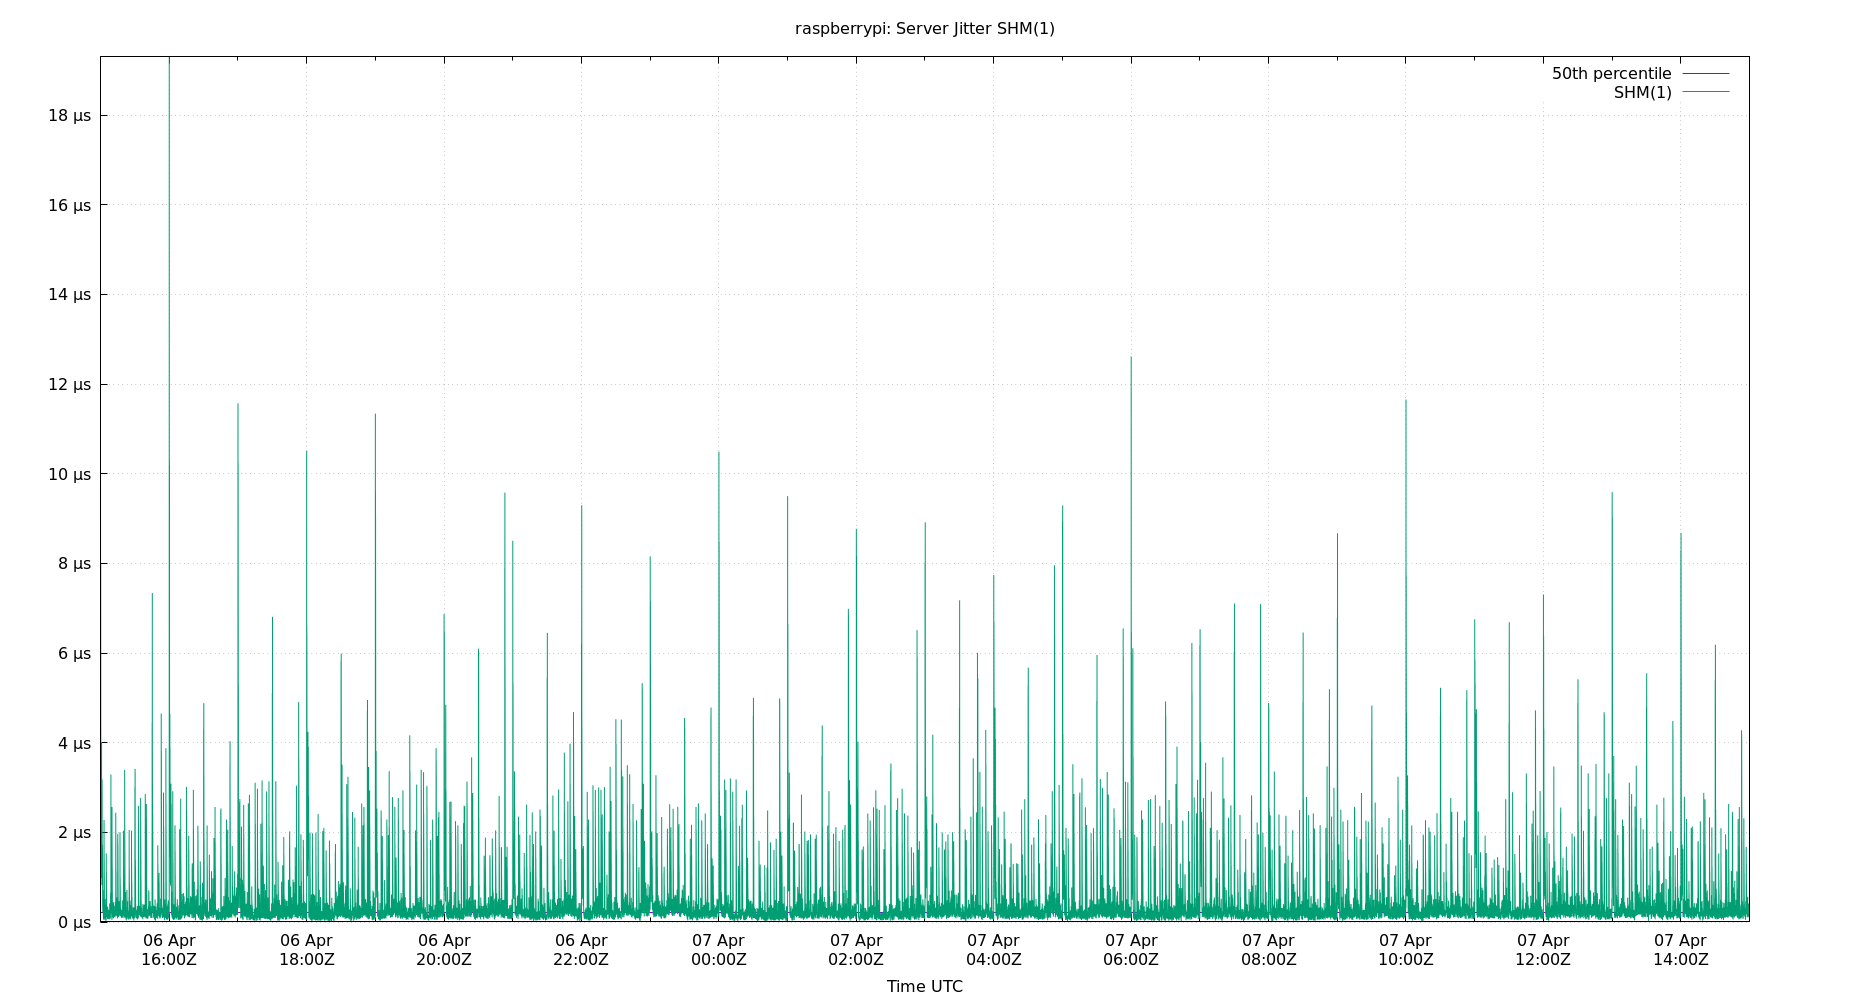 raspberrypi: Server Jitter SHM(1)
50th percentile
SHM(1)
18 µs
16 µs
14 µs
12 µs
10 µs
8 µs
6 µs
4 µs
2 µs
0 µs
06 Apr 06 Apr 06 Apr 06 Apr 07 Apr 07 Apr 07 Apr 07 Apr 07 Apr 07 Apr 07 Apr 07 Apr
16:00Z 18:00Z 20:00Z 22:00Z 00:00Z 02:00Z 04:00Z 06:00Z 08:00Z 10:00Z 12:00Z 14:00Z
Time UTC